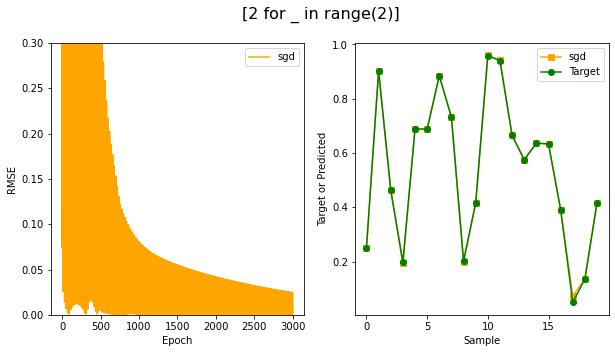 [2 for _ in range(2)]
RMSE
0.30
0.25
0.20
0.15
0.10
0.05
0.00
0
500
1000
1500
2000
2500
3000
Epoch
sgd
Target or Predicted
1.0
0.8
0.6
0.4
0.2
0
5
10
15
Sample
sgd
Target